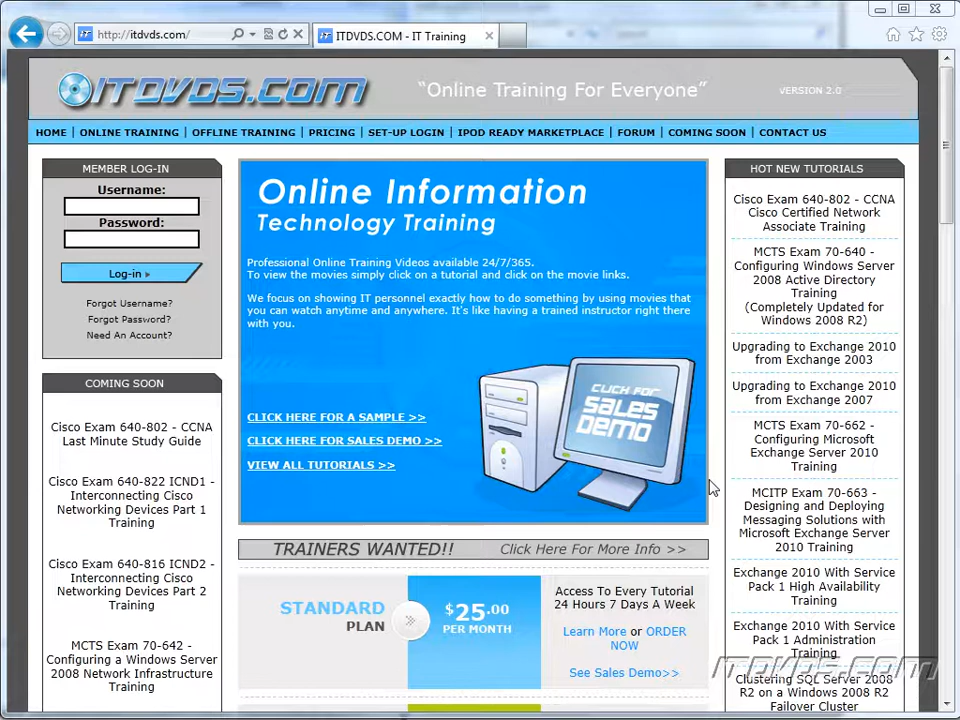 http://itdvds.com/
ITDVDS.COM - IT Training
ITDVDS.COM
“Online Training For Everyone”
VERSION 2.0
HOME | ONLINE TRAINING | OFFLINE TRAINING | PRICING | SET-UP LOGIN | IPOD READY MARKETPLACE | FORUM | COMING SOON | CONTACT US
MEMBER LOG-IN
Username:
Password:
Log-in
Forgot Username?
Forgot Password?
Need An Account?
COMING SOON
Cisco Exam 640-802 - CCNA
Last Minute Study Guide
Cisco Exam 640-822 ICND1 -
Interconnecting Cisco
Networking Devices Part 1
Training
Cisco Exam 640-816 ICND2 -
Interconnecting Cisco
Networking Devices Part 2
Training
MCTS Exam 70-642 -
Configuring a Windows Server
2008 Network Infrastructure
Training
Online Information
Technology Training
Professional Online Training Videos available 24/7/365.
To view the movies simply click on a tutorial and click on the movie links.
We focus on showing IT personnel exactly how to do something by using movies that
you can watch anytime and anywhere. It's like having a trained instructor right there
with you.
CLICK HERE FOR A SAMPLE >>
CLICK HERE FOR SALES DEMO >>
VIEW ALL TUTORIALS >>
CLICK FOR
SALES
DEMO
TRAINERS WANTED!! Click Here For More Info >>
STANDARD
PLAN
$25.00
PER MONTH
Access To Every Tutorial
24 Hours 7 Days A Week
Learn More or ORDER
NOW
See Sales Demo>>
HOT NEW TUTORIALS
Cisco Exam 640-802 - CCNA
Cisco Certified Network
Associate Training
MCTS Exam 70-640 -
Configuring Windows Server
2008 Active Directory
Training
(Completely Updated for
Windows 2008 R2)
Upgrading to Exchange 2010
from Exchange 2003
Upgrading to Exchange 2010
from Exchange 2007
MCTS Exam 70-662 -
Configuring Microsoft
Exchange Server 2010
Training
MCITP Exam 70-663 -
Designing and Deploying
Messaging Solutions with
Microsoft Exchange Server
2010 Training
Exchange 2010 With Service
Pack 1 High Availability
Training
Exchange 2010 With Service
Pack 1 Administration
Training
Clustering SQL Server 2008
R2 on a Windows 2008 R2
Failover Cluster
ITDVDS.COM